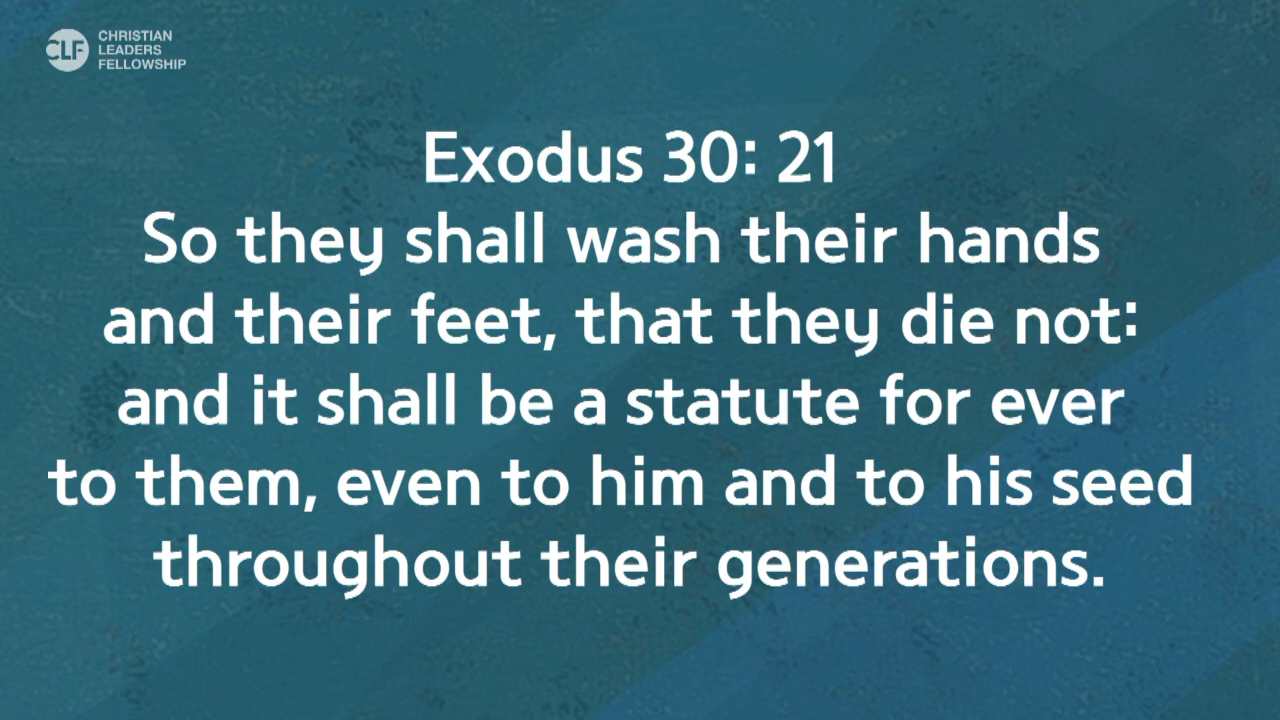 CLF
CHRISTIAN
LEADERS
FELLOWSHIP
Exodus 30: 21
So they shall wash their hands
and their feet, that they die not:
and it shall be a statute for ever
to them, even to him and to his seed
throughout their generations.